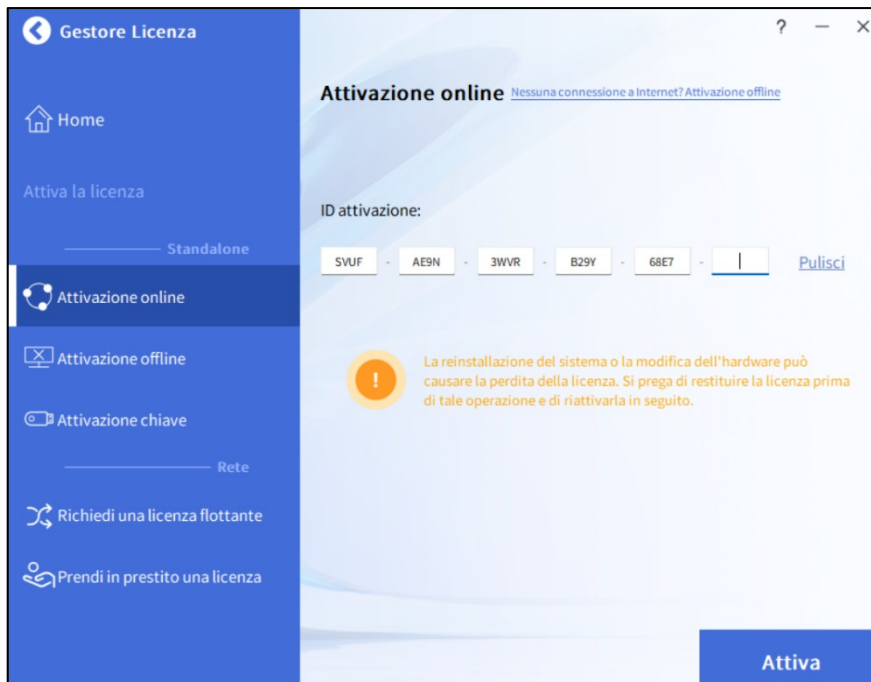 Gestore Licenza
?
Home
Attiva la licenza
Standalone
Attivazione online
Attivazione offline
Attivazione chiave
Rete
Richiedi una licenza flottante
Prendi in prestito una licenza
Attivazione online Nessuna connessione a Internet? Attivazione offline
ID attivazione:
SVUF - AE9N - 3WVR - B29Y - 68E7 - Pulisci
!
La reinstallazione del sistema o la modifica dell'hardware può
causare la perdita della licenza. Si prega di restituire la licenza prima
di tale operazione e di riattivarla in seguito.
Attiva